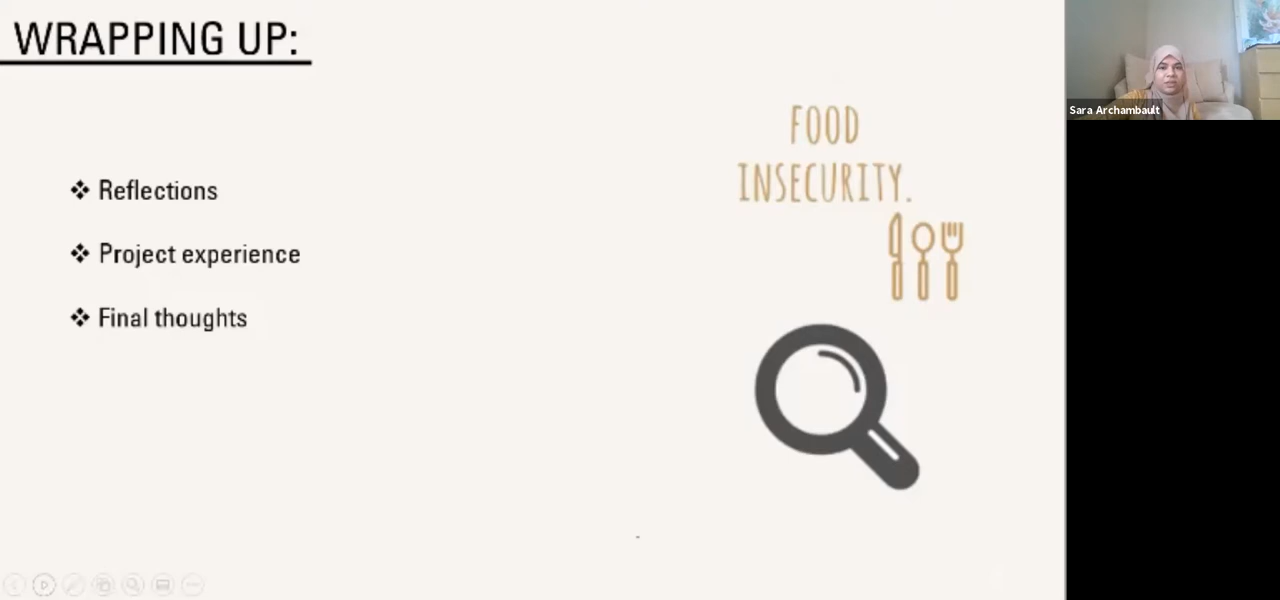 WRAPPING UP:
❖ Reflections
❖ Project experience
❖ Final thoughts
FOOD
INSECURITY.
Sara Archambault